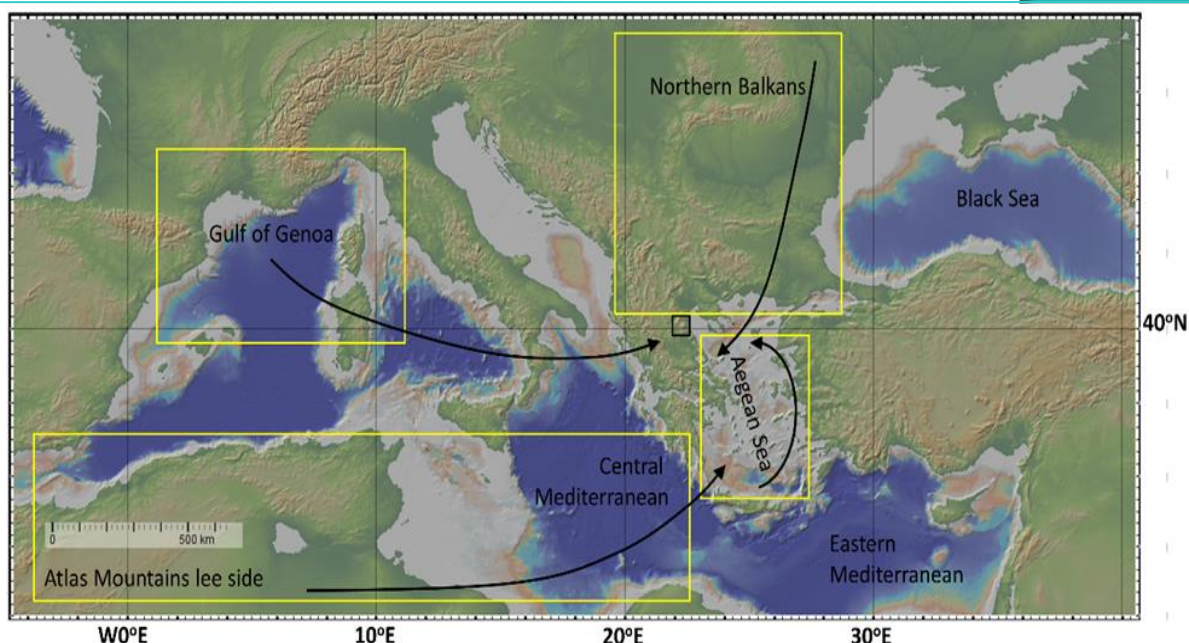 Northern Balkans
Black Sea
Gulf of Genoa
40ºN
Aegean Sea
Central
Mediterranean
0 500 km
Eastern
Mediterranean
Atlas Mountains lee side
W0ºE 10ºE 20ºE 30ºE